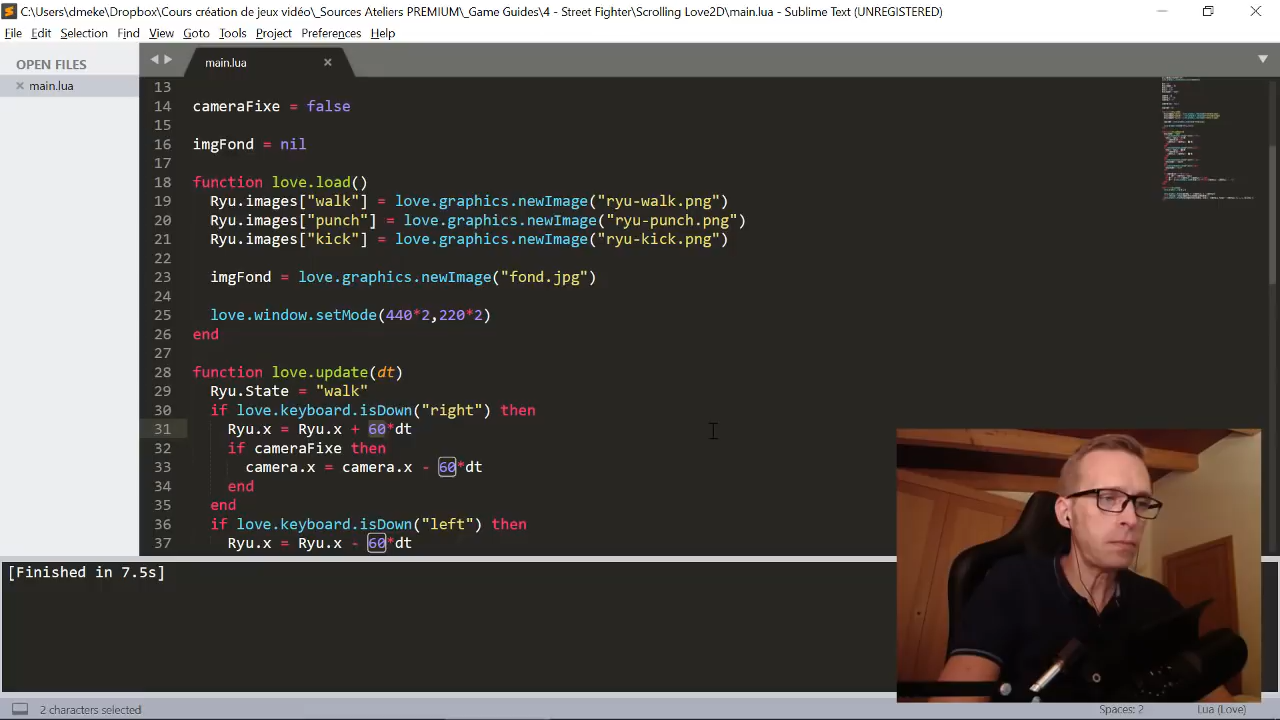 C:\Users\dmeke\Dropbox\Cours création de jeu vidéo\_Sources Ateliers PREMIUM\_Game Guides\4 - Street Fighter\Scrolling Love2D\main.lua - Sublime Text (UNREGISTERED)
File Edit Selection Find View Goto Tools Project Preferences Help
OPEN FILES
main.lua
main.lua
13
14 cameraFixe = false
15
16 imgFond = nil
17
18 function love.load()
19 Ryu.images["walk"] = love.graphics.newImage("ryu-walk.png")
20 Ryu.images["punch"] = love.graphics.newImage("ryu-punch.png")
21 Ryu.images["kick"] = love.graphics.newImage("ryu-kick.png")
22
23 imgFond = love.graphics.newImage("fond.jpg")
24
25 love.window.setMode(440*2,220*2)
26 end
27
28 function love.update(dt)
29 Ryu.State = "walk"
30 if love.keyboard.isDown("right") then
31 Ryu.x = Ryu.x + 60*dt
32 if cameraFixe then
33 camera.x = camera.x - 60*dt
34 end
35 end
36 if love.keyboard.isDown("left") then
37 Ryu.x = Ryu.x - 60*dt
[Finished in 7.5s]
2 characters selected
Spaces: 2
Lua (Love)